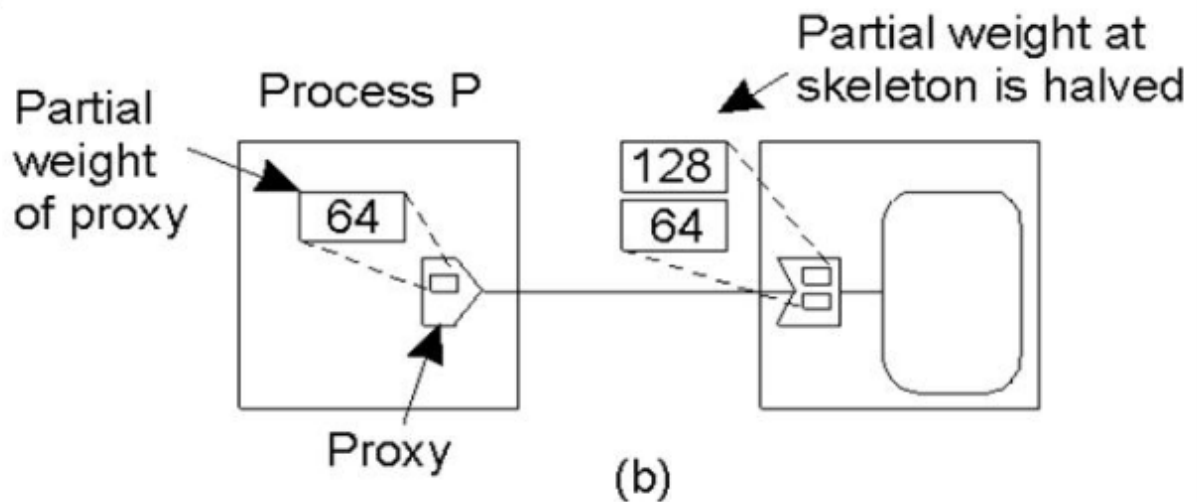 Partial weight at
skeleton is halved
Process P
Partial
weight
of proxy
128
64
64
Proxy
(b)